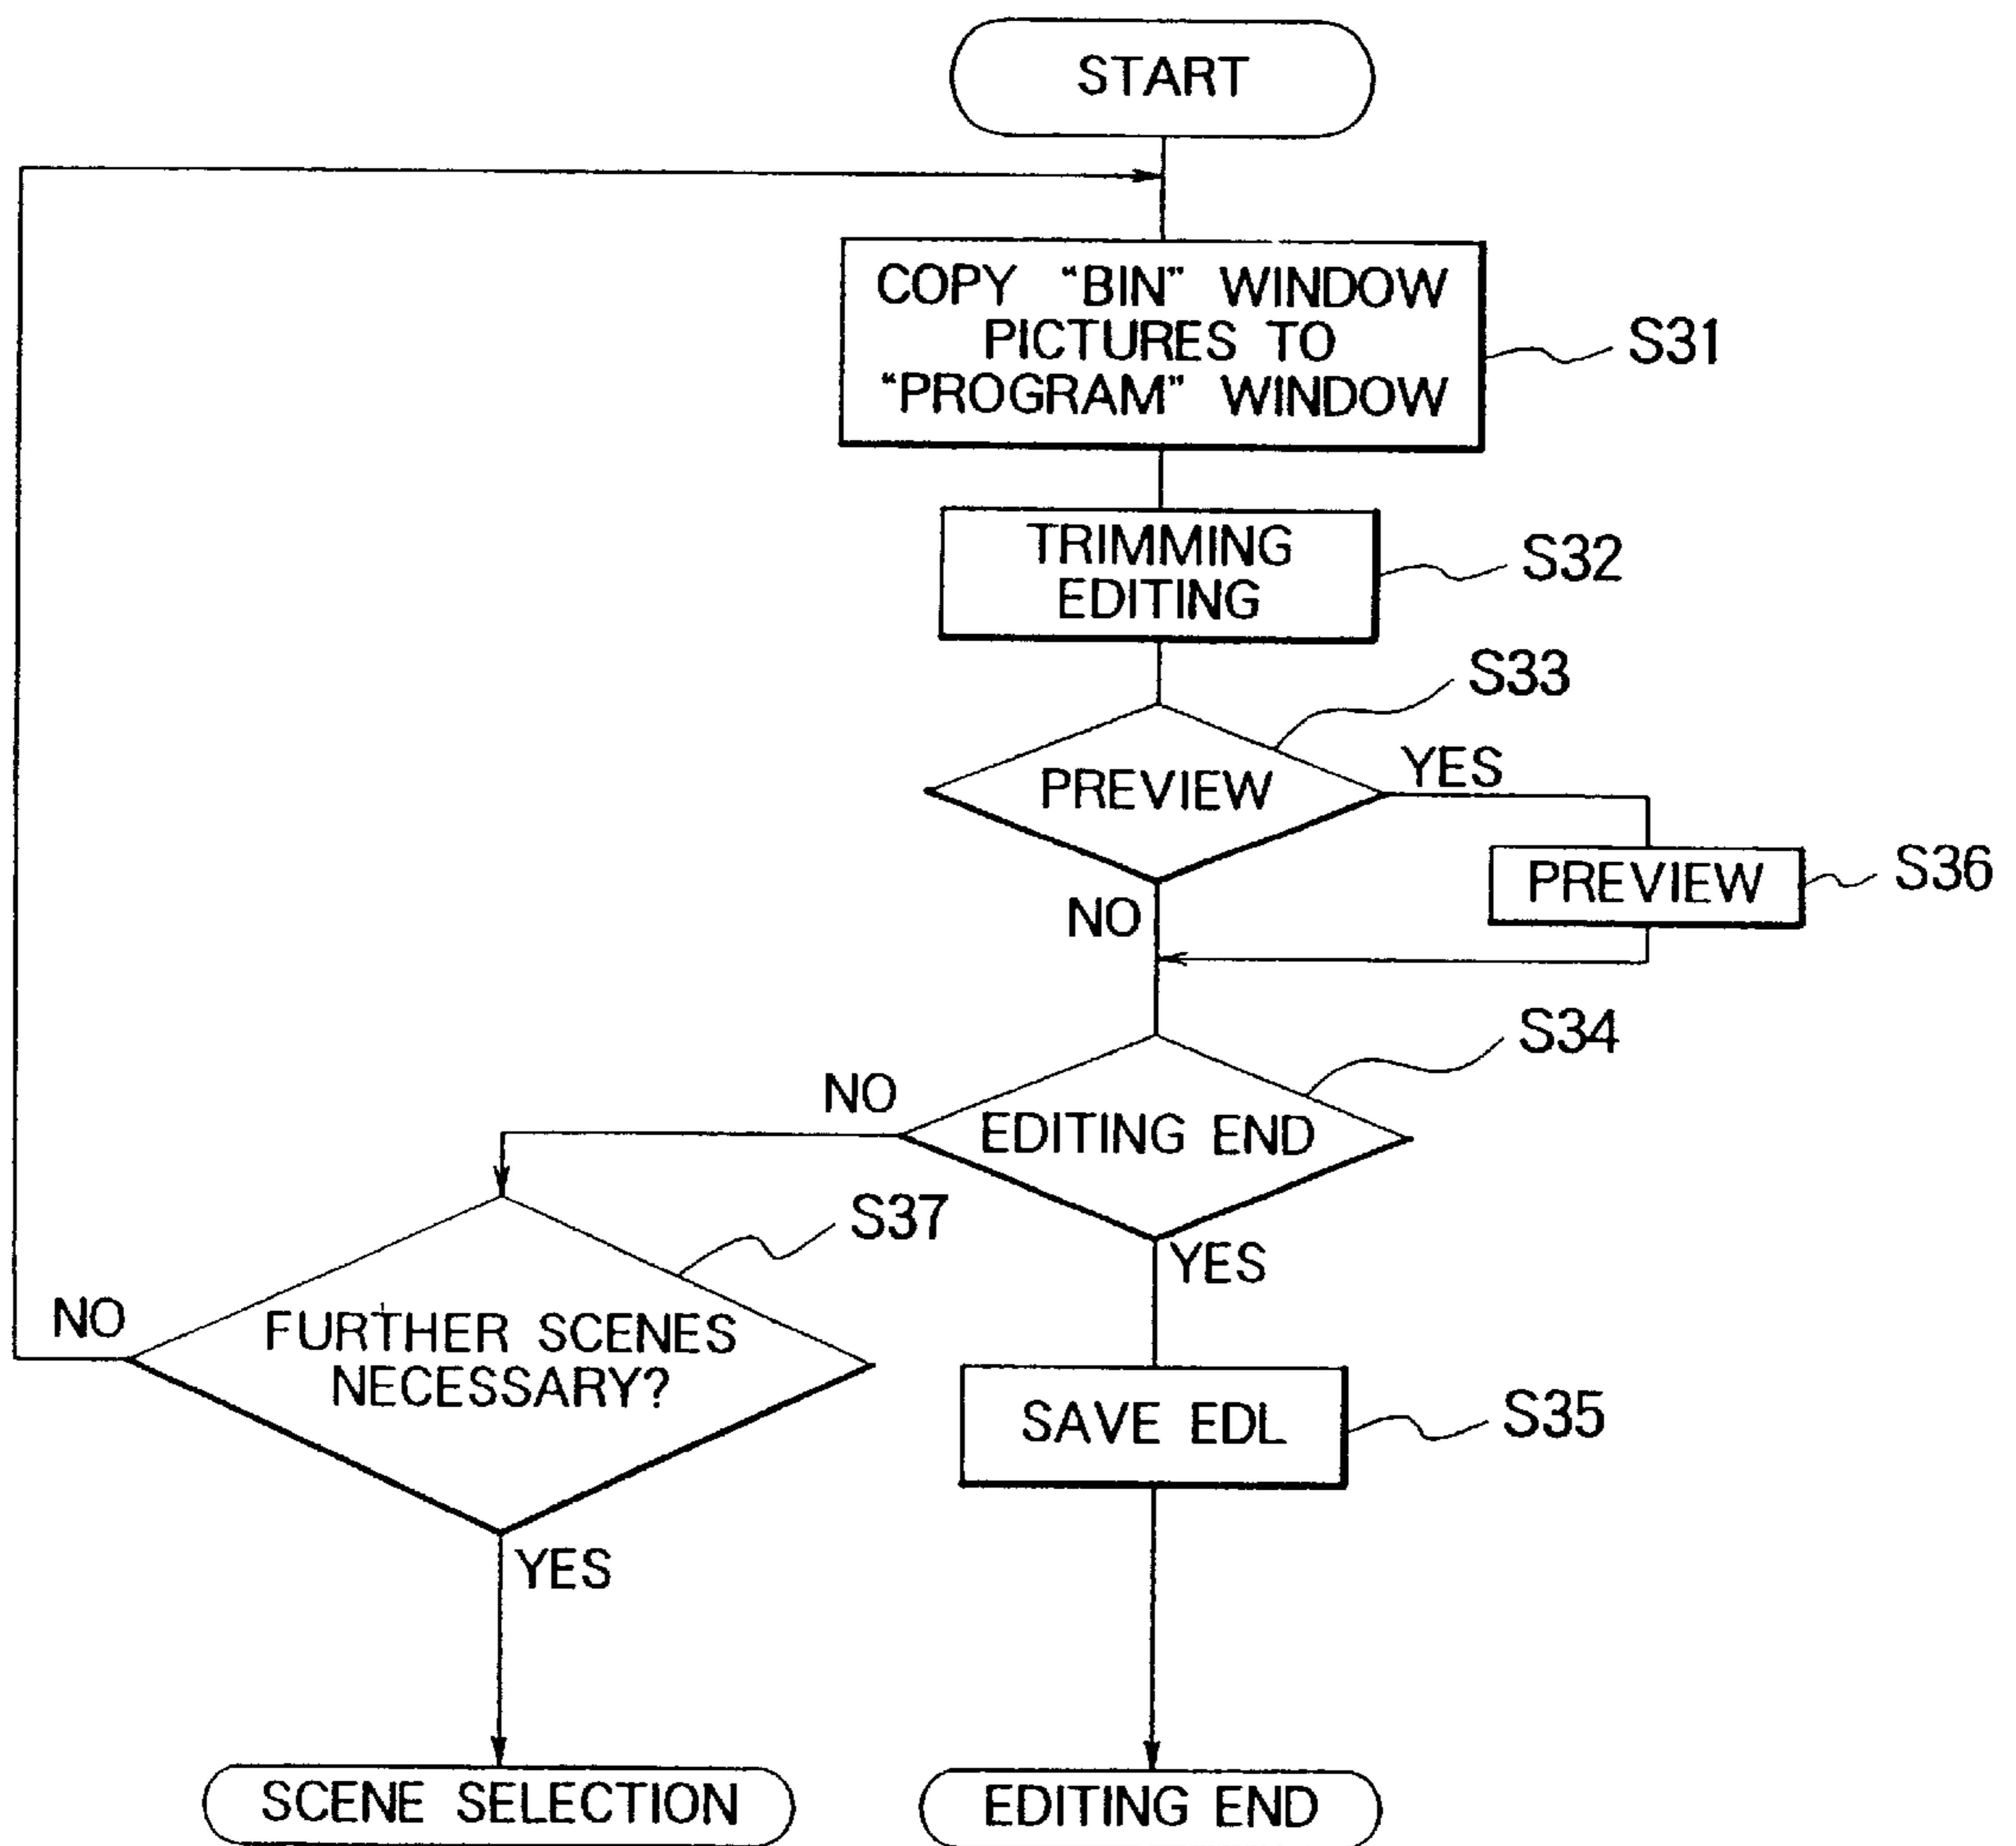 START
COPY “BIN” WINDOW
PICTURES TO
“PROGRAM” WINDOW
S31
TRIMMING
EDITING
S32
S33
PREVIEW
YES
PREVIEW
S36
NO
S34
NO
EDITING END
S37
YES
NO
FURTHER SCENES
NECESSARY?
SAVE EDL
S35
YES
SCENE SELECTION
EDITING END